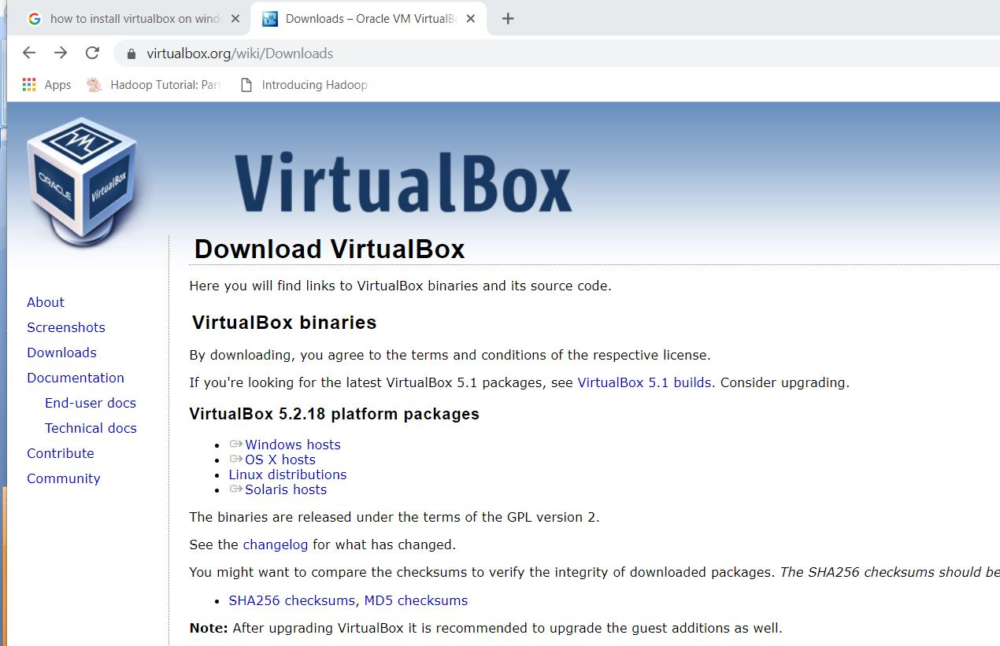 how to install virtualbox on wind
Downloads – Oracle VM VirtualB
virtualbox.org/wiki/Downloads
Apps
Hadoop Tutorial: Part
Introducing Hadoop
ORACLE
VirtualBox
VirtualBox
Download VirtualBox
Here you will find links to VirtualBox binaries and its source code.
VirtualBox binaries
By downloading, you agree to the terms and conditions of the respective license.
If you're looking for the latest VirtualBox 5.1 packages, see VirtualBox 5.1 builds. Consider upgrading.
VirtualBox 5.2.18 platform packages
Windows hosts
OS X hosts
Linux distributions
Solaris hosts
The binaries are released under the terms of the GPL version 2.
See the changelog for what has changed.
You might want to compare the checksums to verify the integrity of downloaded packages. The SHA256 checksums should be
SHA256 checksums, MD5 checksums
Note: After upgrading VirtualBox it is recommended to upgrade the guest additions as well.
About
Screenshots
Downloads
Documentation
End-user docs
Technical docs
Contribute
Community